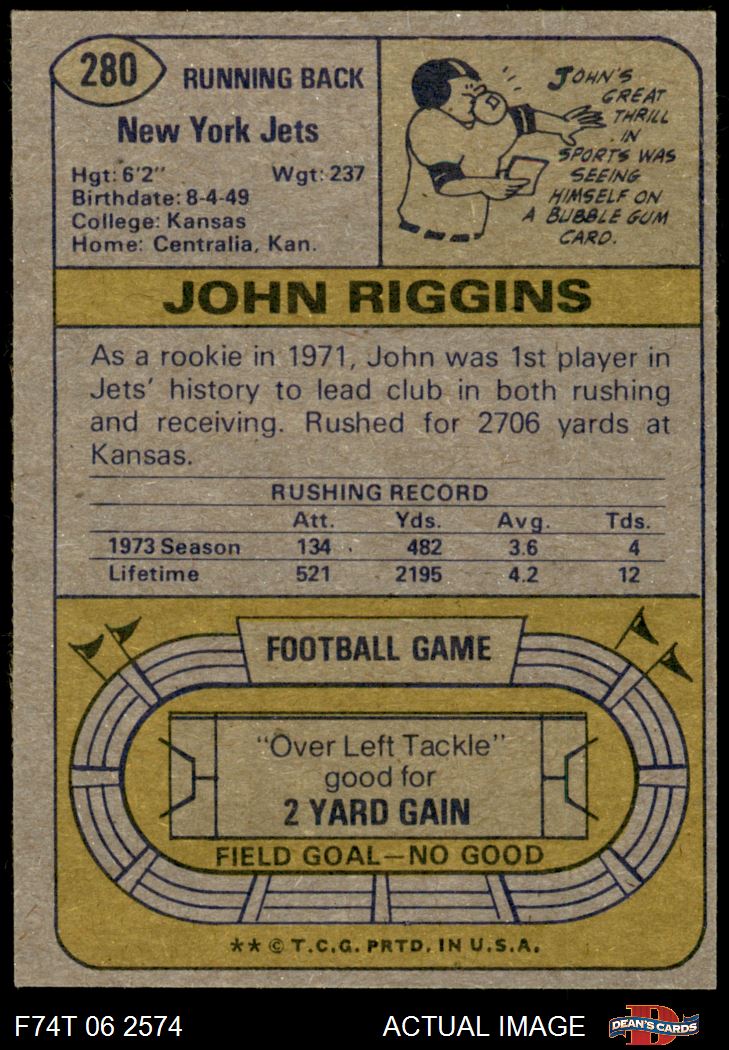 280
RUNNING BACK
New York Jets
Hgt: 6'2" Wgt: 237
Birthdate: 8-4-49
College: Kansas
Home: Centralia, Kan.
JOHN'S
GREAT
THRILL
IN
SPORTS WAS
SEEING
HIMSELF ON
A BUBBLE GUM
CARD.
JOHN RIGGINS
As a rookie in 1971, John was 1st player in
Jets' history to lead club in both rushing
and receiving. Rushed for 2706 yards at
Kansas.
RUSHING RECORD
Att. Yds. Avg. Tds.
1973 Season 134 482 3.6 4
Lifetime 521 2195 4.2 12
FOOTBALL GAME
"Over Left Tackle"
good for
2 YARD GAIN
FIELD GOAL—NO GOOD
** © T.C.G. PRTD. IN U.S.A.
F74T 06 2574 ACTUAL IMAGE
D
DEAN'S CARDS